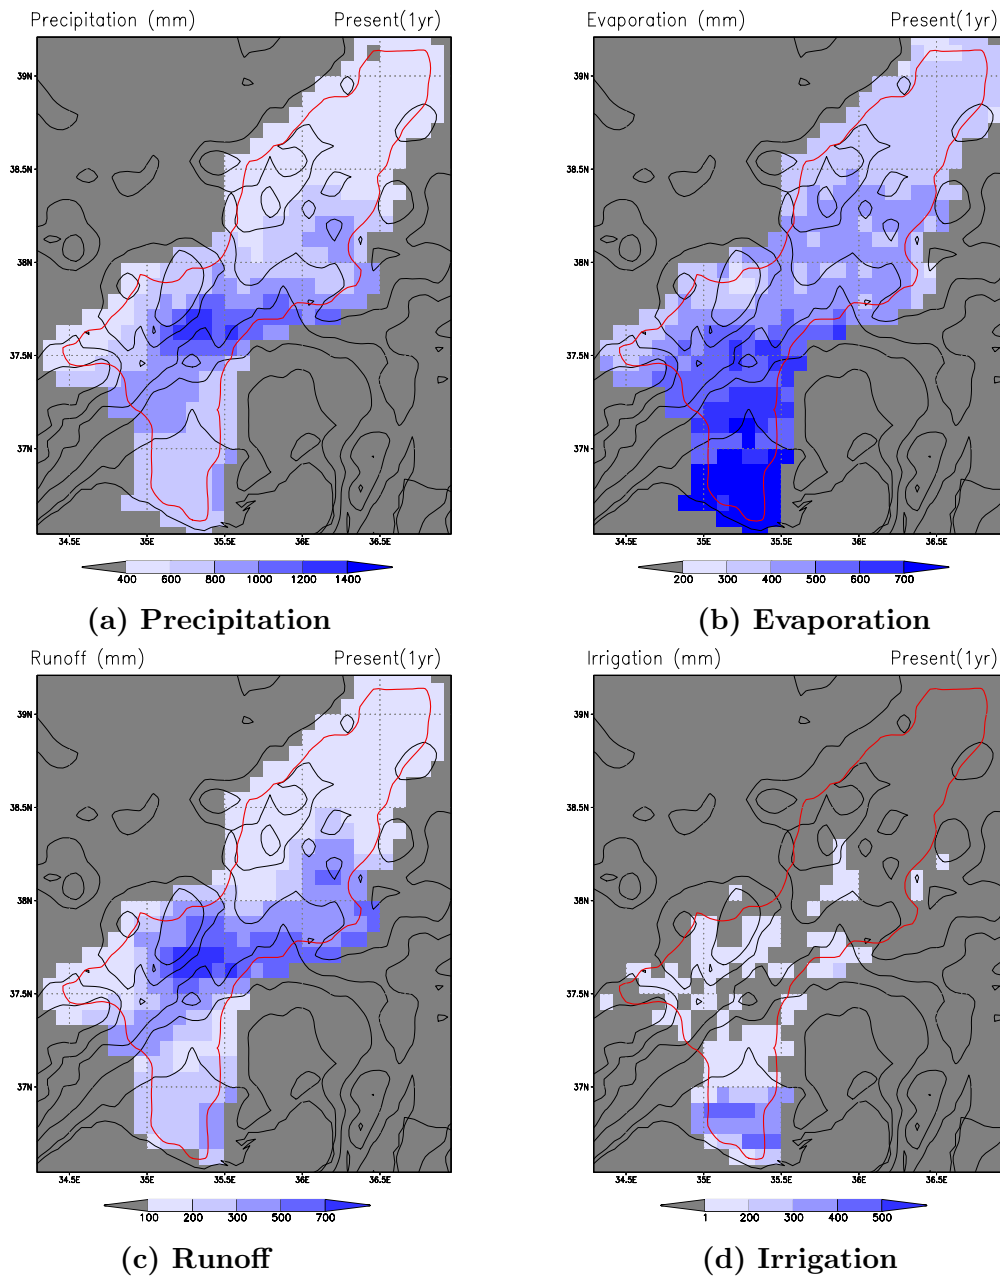 Precipitation (mm) Present(1yr) Evaporation (mm) Present(1yr)
39N 39N
38.5N 38.5N
38N 38N
37.5N 37.5N
37N 37N
34.5E 35E 35.5E 36E 36.5E 34.5E 35E 35.5E 36E 36.5E
400 600 800 1000 1200 1400 200 300 400 500 600 700
(a) Precipitation (b) Evaporation
Runoff (mm) Present(1yr) Irrigation (mm) Present(1yr)
39N 39N
38.5N 38.5N
38N 38N
37.5N 37.5N
37N 37N
34.5E 35E 35.5E 36E 36.5E 34.5E 35E 35.5E 36E 36.5E
100 200 300 500 700 1 200 300 400 500
(c) Runoff (d) Irrigation